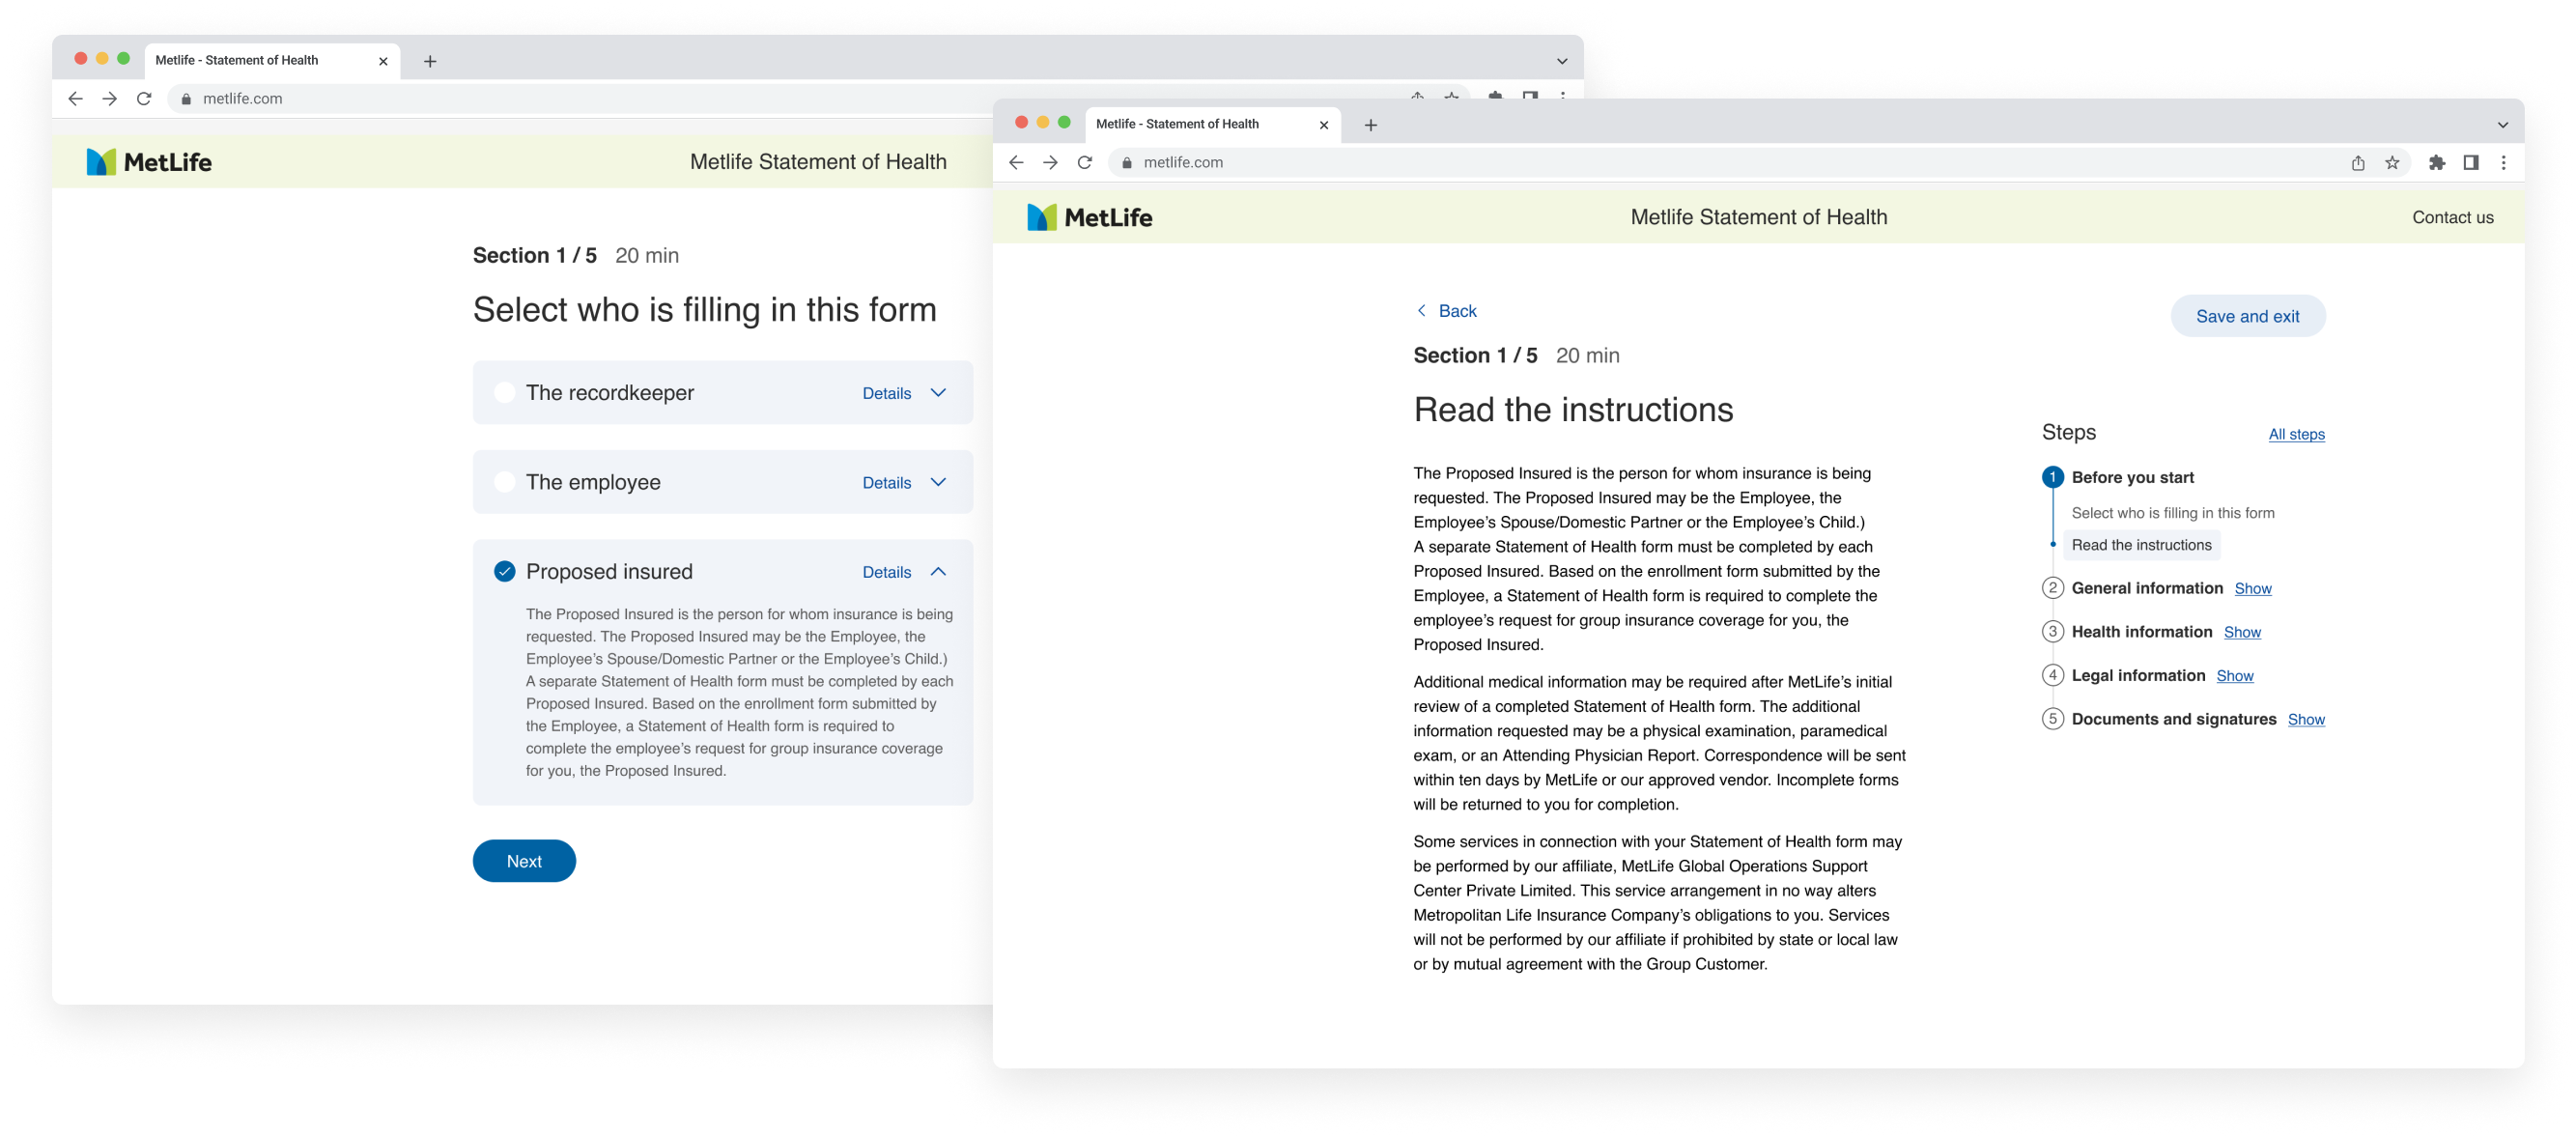 Metlife - Statement of Health
metlife.com
MetLife
Metlife Statement of Health
Section 1 / 5 20 min
Select who is filling in this form
The recordkeeper Details
The employee Details
Proposed insured Details
The Proposed Insured is the person for whom insurance is being
requested. The Proposed Insured may be the Employee, the
Employee’s Spouse/Domestic Partner or the Employee’s Child.)
A separate Statement of Health form must be completed by each
Proposed Insured. Based on the enrollment form submitted by
the Employee, a Statement of Health form is required to
complete the employee’s request for group insurance coverage
for you, the Proposed Insured.
Next
Metlife - Statement of Health
metlife.com
MetLife
Metlife Statement of Health
Contact us
Back
Save and exit
Section 1 / 5 20 min
Read the instructions
The Proposed Insured is the person for whom insurance is being
requested. The Proposed Insured may be the Employee, the
Employee’s Spouse/Domestic Partner or the Employee’s Child.)
A separate Statement of Health form must be completed by each
Proposed Insured. Based on the enrollment form submitted by the
Employee, a Statement of Health form is required to complete the
employee’s request for group insurance coverage for you, the
Proposed Insured.
Additional medical information may be required after MetLife’s initial
review of a completed Statement of Health form. The additional
information requested may be a physical examination, paramedical
exam, or an Attending Physician Report. Correspondence will be sent
within ten days by MetLife or our approved vendor. Incomplete forms
will be returned to you for completion.
Some services in connection with your Statement of Health form may
be performed by our affiliate, MetLife Global Operations Support
Center Private Limited. This service arrangement in no way alters
Metropolitan Life Insurance Company’s obligations to you. Services
will not be performed by our affiliate if prohibited by state or local law
or by mutual agreement with the Group Customer.
Steps All steps
1 Before you start
Select who is filling in this form
Read the instructions
2 General information Show
3 Health information Show
4 Legal information Show
5 Documents and signatures Show